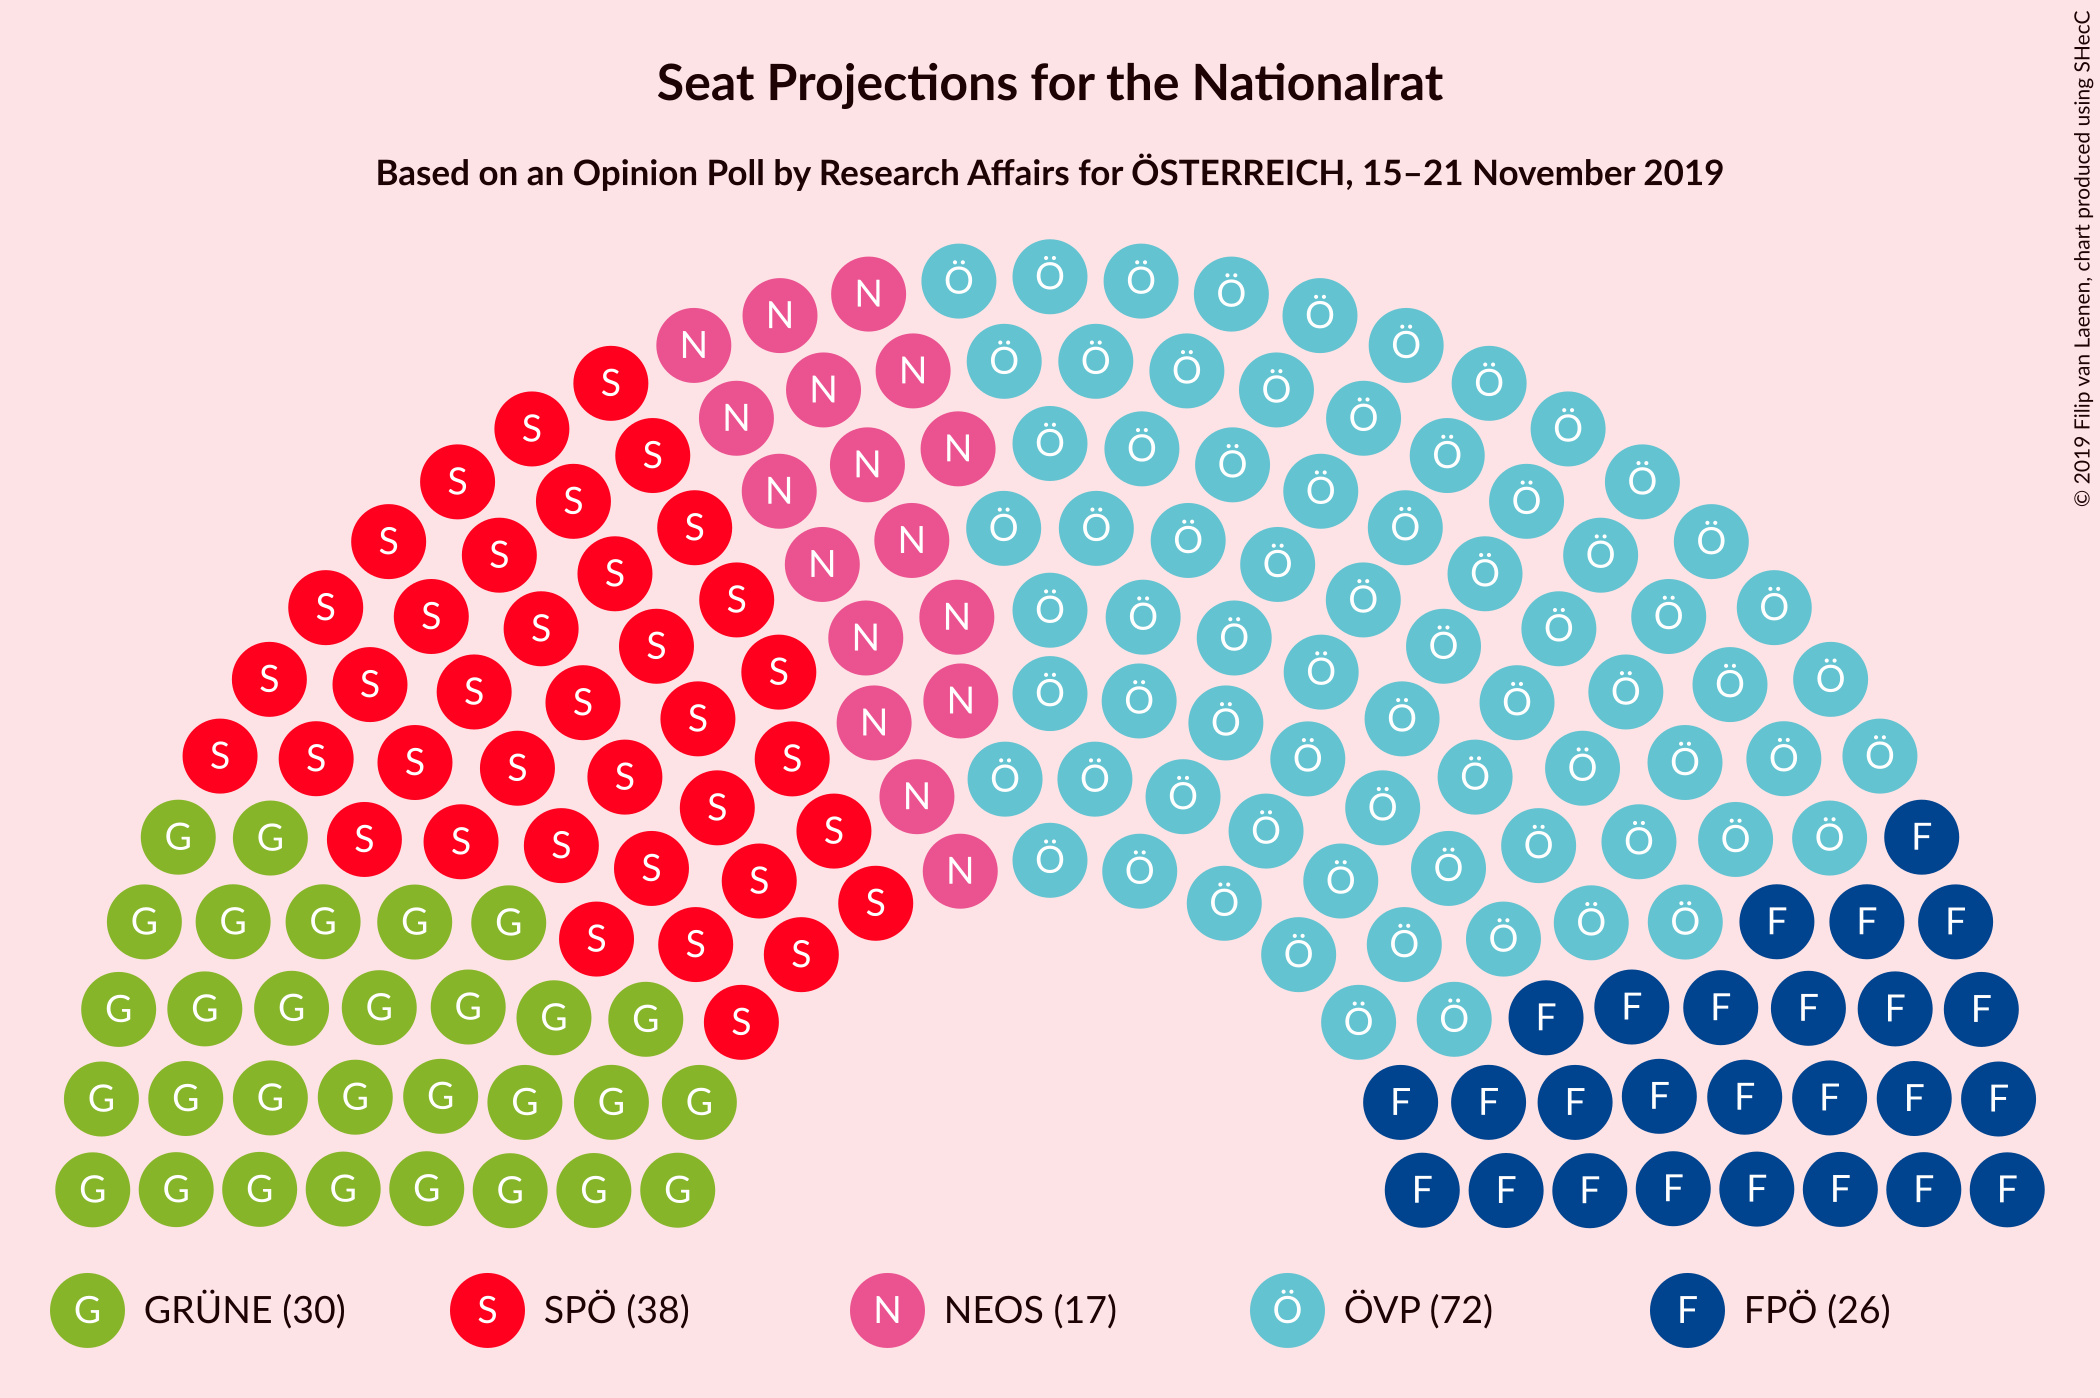 Seat Projections for the Nationalrat
Based on an Opinion Poll by Research Affairs for ÖSTERREICH, 15–21 November 2019
© 2019 Filip van Laenen, chart produced using SHecC
N N N Ö Ö Ö Ö Ö Ö
S S N N N Ö Ö Ö Ö Ö Ö Ö Ö
S S S N N N Ö Ö Ö Ö Ö Ö Ö
S S S S N N Ö Ö Ö Ö Ö Ö Ö Ö
S S S S N N Ö Ö Ö Ö Ö Ö Ö Ö
S S S S S N N Ö Ö Ö Ö Ö Ö Ö Ö Ö
S S S S S S S N Ö Ö Ö Ö Ö Ö Ö Ö Ö Ö
G G S S S S S S N Ö Ö Ö Ö Ö Ö Ö Ö Ö F
G G G G G S S S S Ö Ö Ö Ö Ö Ö F F F
G G G G G G G S Ö Ö F F F F F F
G G G G G G G G F F F F F F F F
G G G G G G G G F F F F F F F F
G GRÜNE (30) S SPÖ (38) N NEOS (17) Ö ÖVP (72) F FPÖ (26)